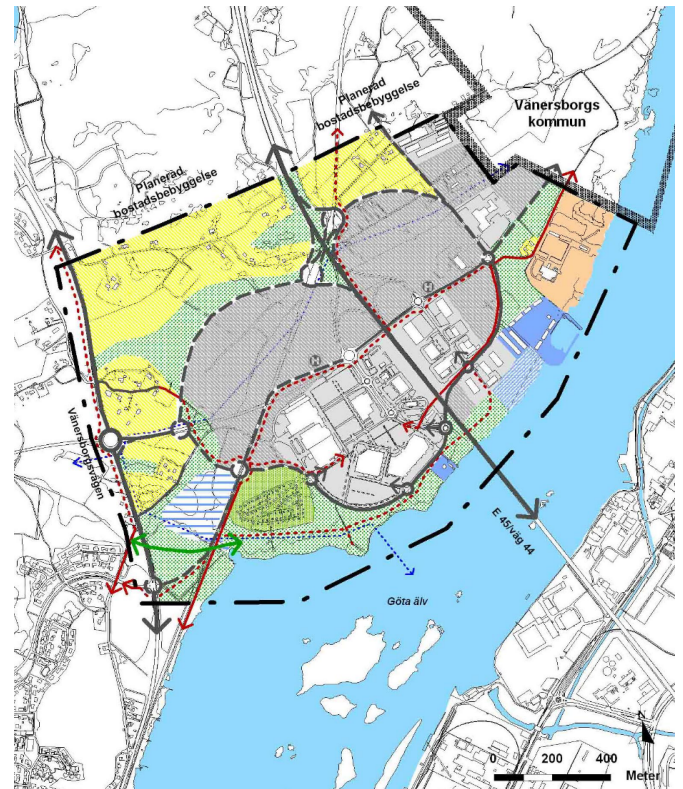 Planerad
bostadsbebyggelse
Vänersborgs
kommun
Planerad
bostadsbebyggelse
H
H
Vänersborgsvägen
E 45/väg 44
Göta älv
N
0 200 400
Meter